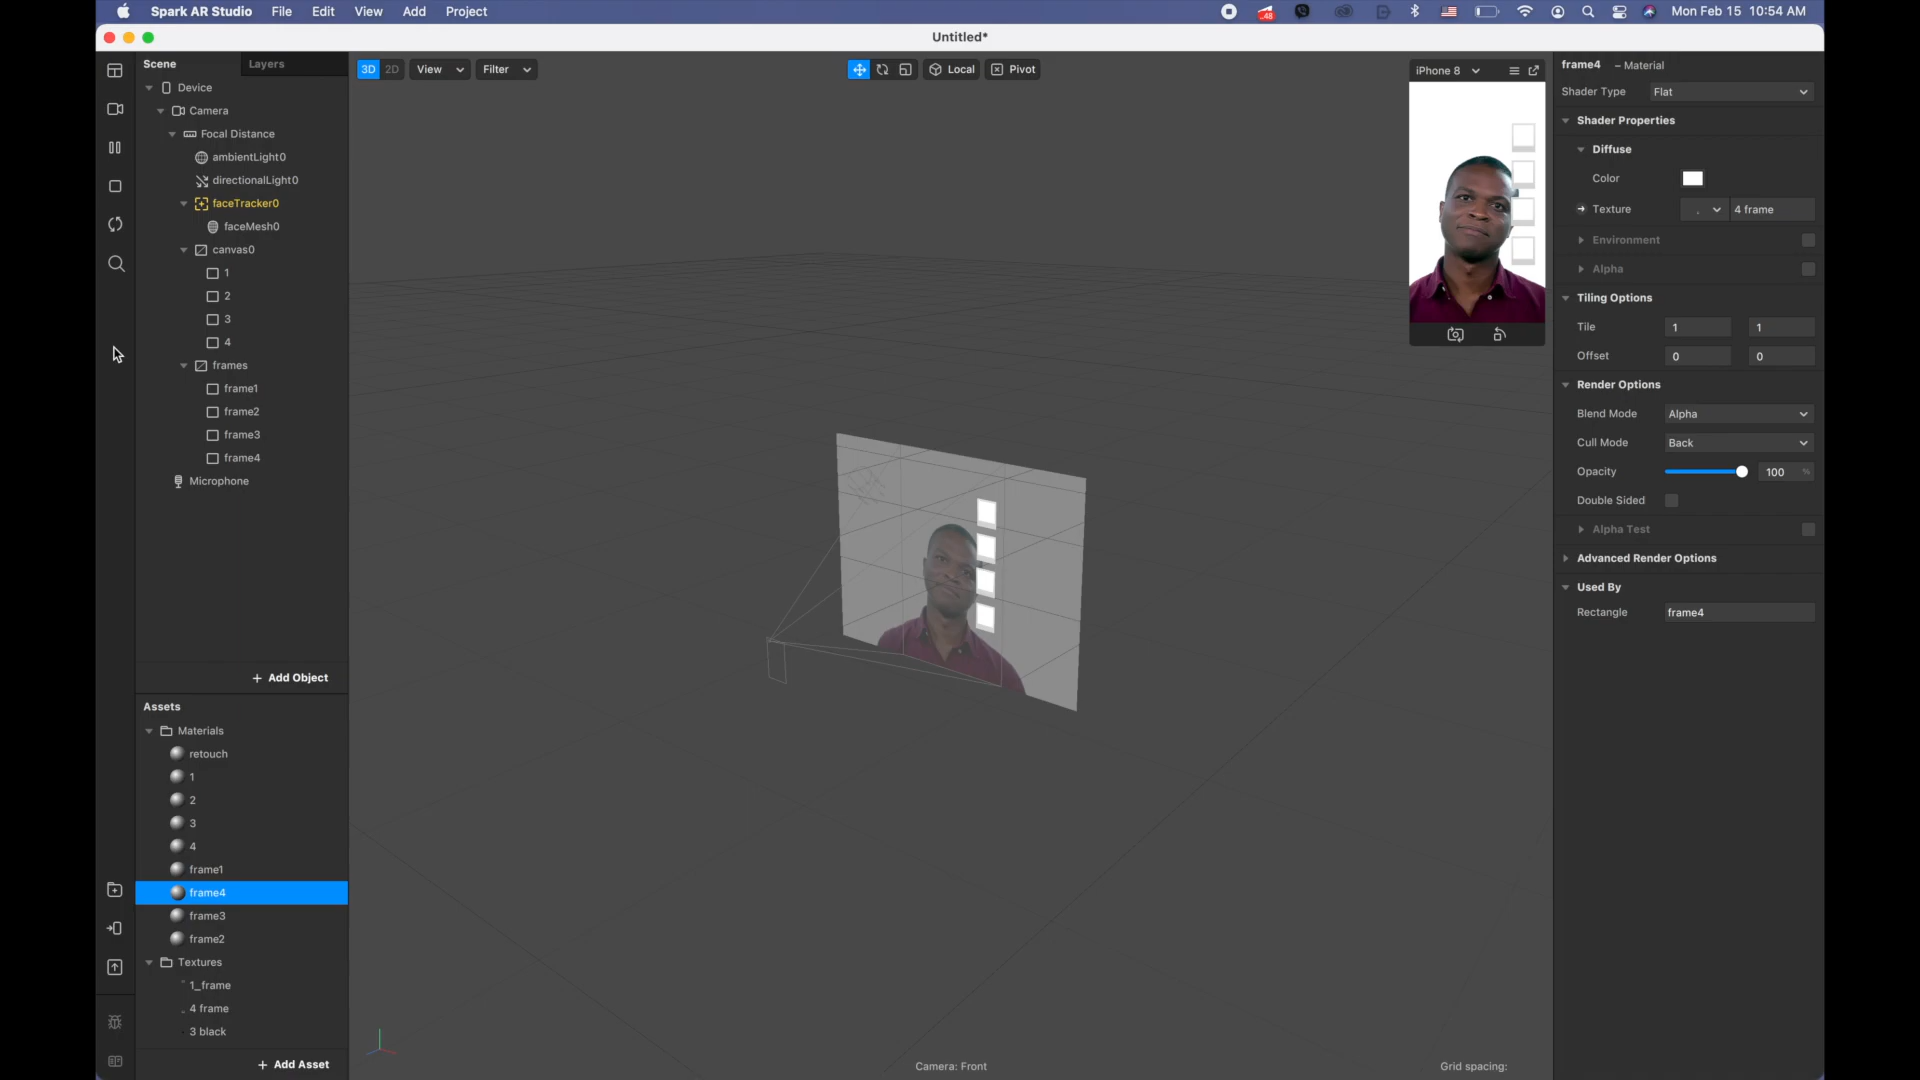 Spark AR Studio File Edit View Add Project
48
Mon Feb 15 10:54 AM
Untitled*
Scene
Layers
Device
Camera
Focal Distance
ambientLight0
directionalLight0
faceTracker0
faceMesh0
canvas0
1
2
3
4
frames
frame1
frame2
frame3
frame4
Microphone
+ Add Object
Assets
Materials
retouch
1
2
3
4
frame1
frame4
frame3
frame2
Textures
1_frame
4 frame
3 black
+ Add Asset
3D 2D View Filter
Local Pivot
iPhone 8
Camera: Front
Grid spacing:
frame4 – Material
Shader Type Flat
Shader Properties
Diffuse
Color
Texture 4 frame
Environment
Alpha
Tiling Options
Tile 1 1
Offset 0 0
Render Options
Blend Mode Alpha
Cull Mode Back
Opacity 100 %
Double Sided
Alpha Test
Advanced Render Options
Used By
Rectangle frame4